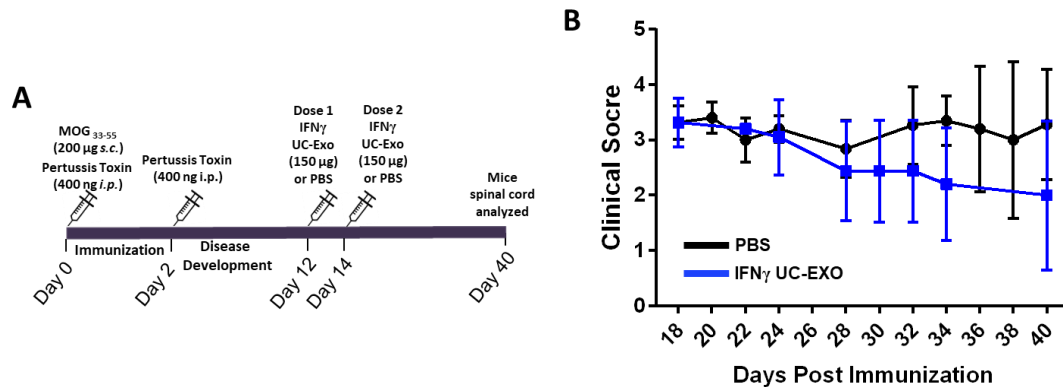 A
MOG 33-55
(200 µg s.c.)
Pertussis Toxin
(400 ng i.p.)
Pertussis Toxin
(400 ng i.p.)
Dose 1
IFNγ
UC-Exo
(150 µg)
or PBS
Dose 2
IFNγ
UC-Exo
(150 µg)
or PBS
Mice
spinal cord
analyzed
Immunization
Disease
Development
Day 0
Day 2
Day 12
Day 14
Day 40
B
Clinical Socre
5
4
3
2
1
0
PBS
IFNγ UC-EXO
18 20 22 24 26 28 30 32 34 36 38 40
Days Post Immunization